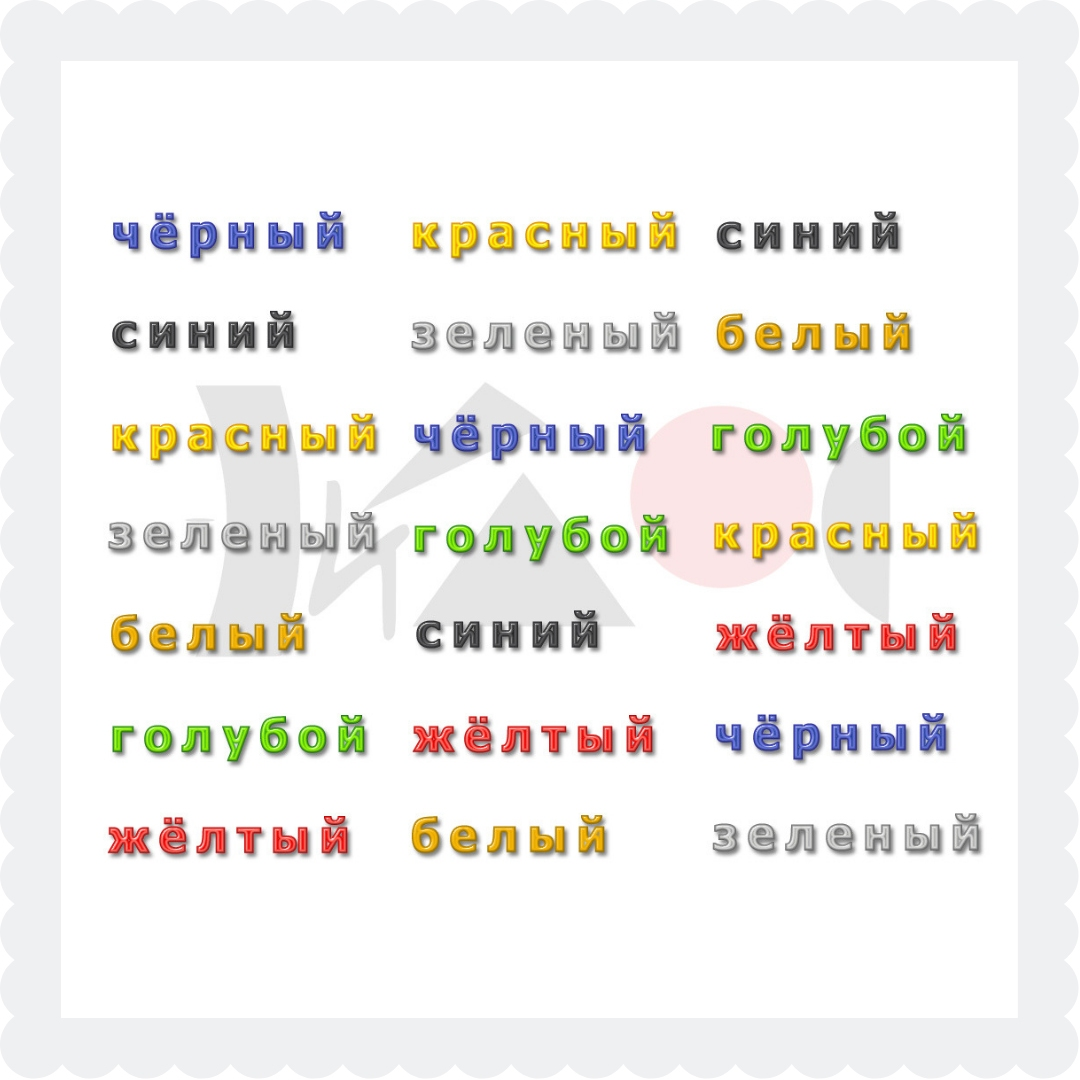 чёрный красный синий
синий зеленый белый
красный чёрный голубой
зеленый голубой красный
белый синий жёлтый
голубой жёлтый чёрный
жёлтый белый зеленый